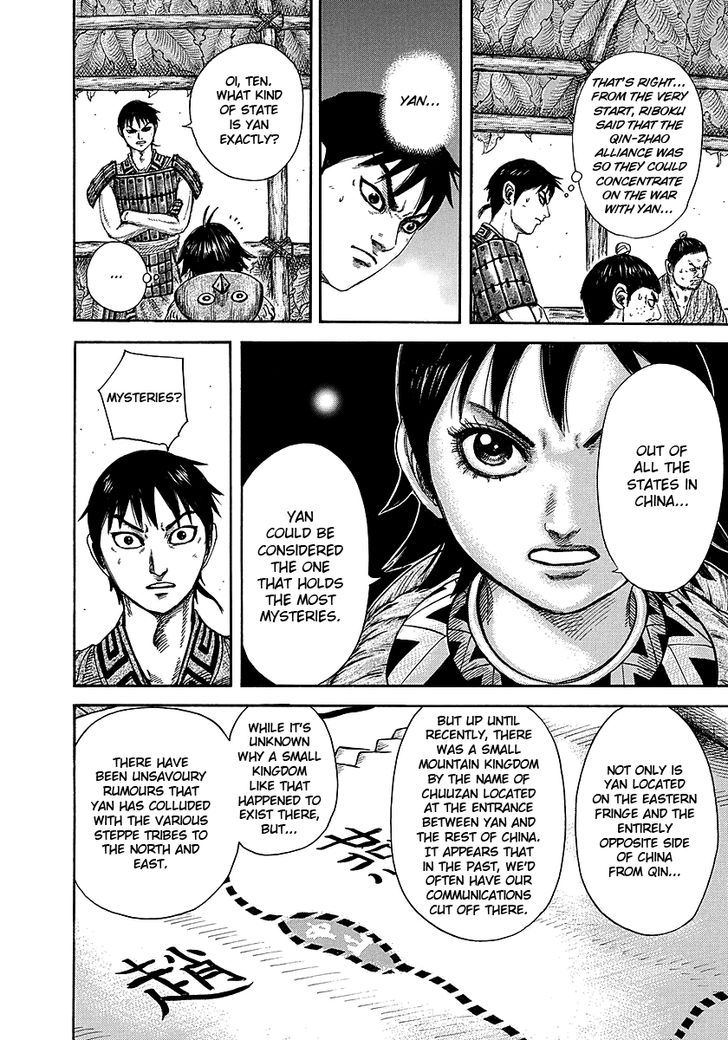 THAT'S RIGHT...
FROM THE VERY
START, RIBOKU
SAID THAT THE
QIN-ZHAO
ALLIANCE WAS
SO THEY COULD
CONCENTRATE
ON THE WAR
WITH YAN...
YAN...
OI, TEN.
WHAT KIND
OF STATE
IS YAN
EXACTLY?
...
OUT OF
ALL THE
STATES IN
CHINA...
YAN
COULD BE
CONSIDERED
THE ONE
THAT HOLDS
THE MOST
MYSTERIES.
MYSTERIES?
NOT ONLY IS
YAN LOCATED
ON THE EASTERN
FRINGE AND THE
ENTIRELY
OPPOSITE SIDE
OF CHINA
FROM QIN...
BUT UP UNTIL
RECENTLY, THERE
WAS A SMALL
MOUNTAIN KINGDOM
BY THE NAME OF
CHUUZAN LOCATED
AT THE ENTRANCE
BETWEEN YAN AND
THE REST OF CHINA.
IT APPEARS THAT
IN THE PAST, WE'D
OFTEN HAVE OUR
COMMUNICATIONS
CUT OFF THERE.
WHILE IT'S
UNKNOWN
WHY A SMALL
KINGDOM
LIKE THAT
HAPPENED TO
EXIST THERE,
BUT...
THERE HAVE
BEEN UNSAVOURY
RUMOURS THAT
YAN HAS COLLUDED
WITH THE VARIOUS
STEPPE TRIBES TO
THE NORTH AND
EAST.
趙